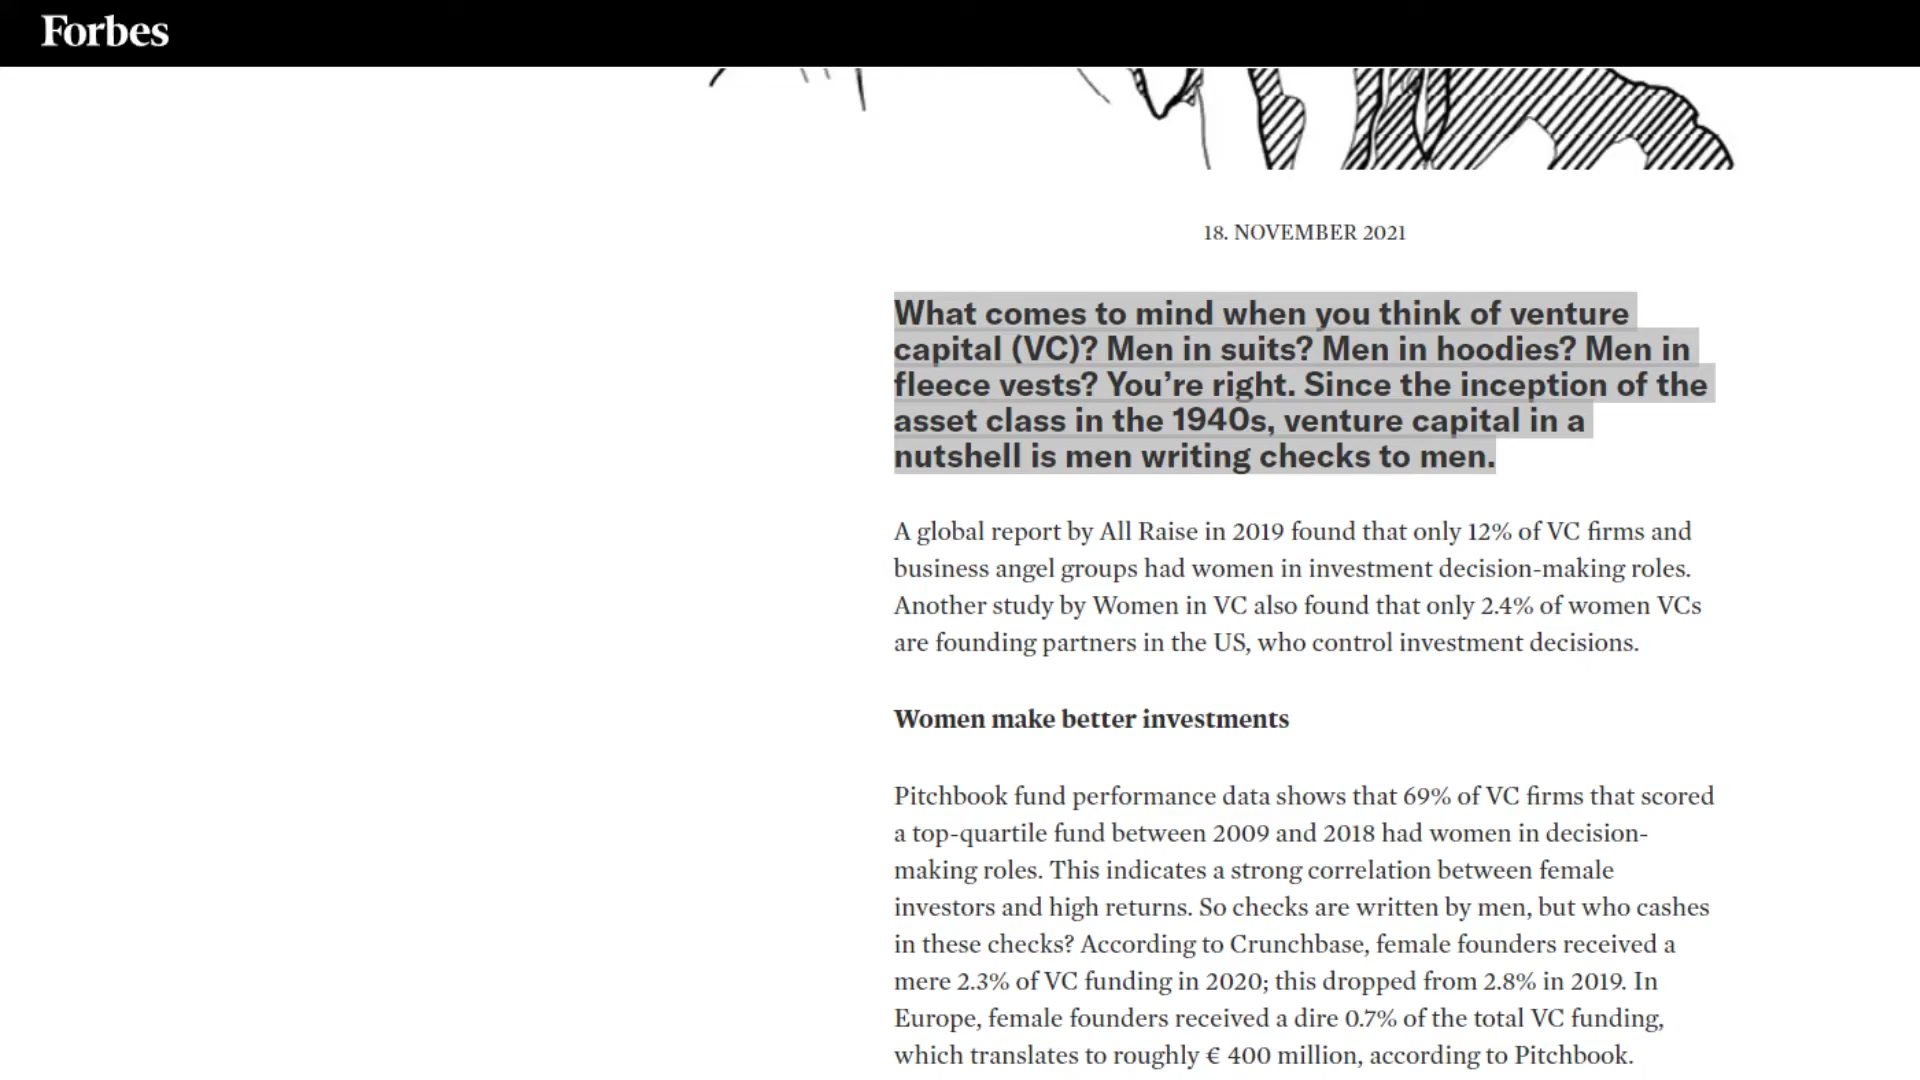 Forbes
18. NOVEMBER 2021
What comes to mind when you think of venture
capital (VC)? Men in suits? Men in hoodies? Men in
fleece vests? You’re right. Since the inception of the
asset class in the 1940s, venture capital in a
nutshell is men writing checks to men.
A global report by All Raise in 2019 found that only 12% of VC firms and
business angel groups had women in investment decision-making roles.
Another study by Women in VC also found that only 2.4% of women VCs
are founding partners in the US, who control investment decisions.
Women make better investments
Pitchbook fund performance data shows that 69% of VC firms that scored
a top-quartile fund between 2009 and 2018 had women in decision-
making roles. This indicates a strong correlation between female
investors and high returns. So checks are written by men, but who cashes
in these checks? According to Crunchbase, female founders received a
mere 2.3% of VC funding in 2020; this dropped from 2.8% in 2019. In
Europe, female founders received a dire 0.7% of the total VC funding,
which translates to roughly € 400 million, according to Pitchbook.